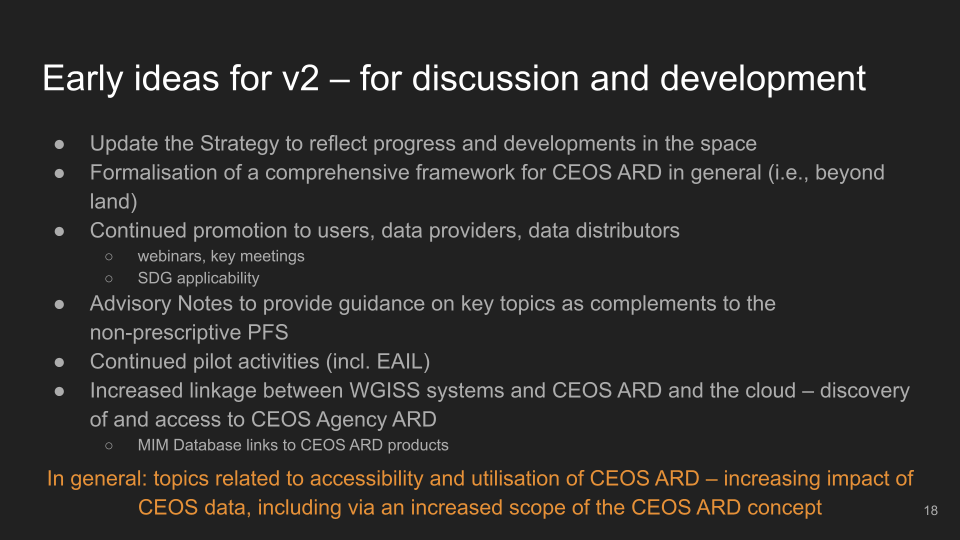 Early ideas for v2 – for discussion and development
● Update the Strategy to reflect progress and developments in the space
● Formalisation of a comprehensive framework for CEOS ARD in general (i.e., beyond
land)
● Continued promotion to users, data providers, data distributors
○ webinars, key meetings
○ SDG applicability
● Advisory Notes to provide guidance on key topics as complements to the
non-prescriptive PFS
● Continued pilot activities (incl. EAIL)
● Increased linkage between WGISS systems and CEOS ARD and the cloud – discovery
of and access to CEOS Agency ARD
○ MIM Database links to CEOS ARD products
In general: topics related to accessibility and utilisation of CEOS ARD – increasing impact of
CEOS data, including via an increased scope of the CEOS ARD concept
18